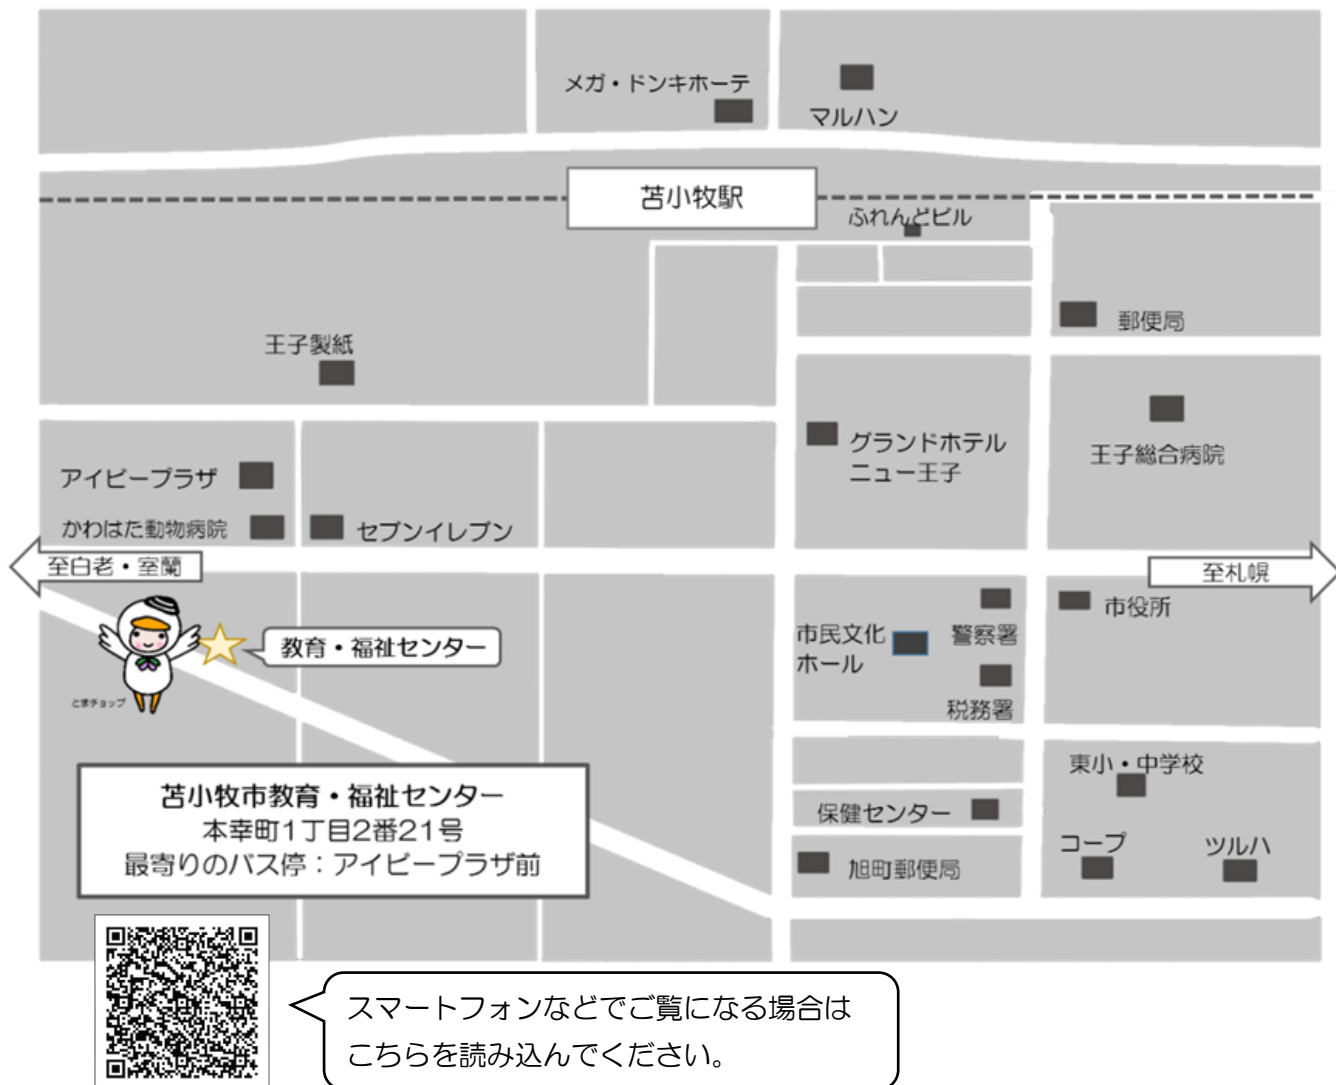 メガ・ドンキホーテ
マルハン
苫小牧駅
ふれんどビル
郵便局
王子製紙
グランドホテル
ニュー王子
王子総合病院
アイビープラザ
かわはた動物病院
セブンイレブン
至白老・室蘭
至札幌
市役所
警察署
市民文化
ホール
税務署
教育・福祉センター
とまチョップ
東小・中学校
保健センター
コープ
ツルハ
旭町郵便局
苫小牧市教育・福祉センター
本幸町1丁目2番21号
最寄りのバス停：アイビープラザ前
スマートフォンなどでご覧になる場合は
こちらを読み込んでください。